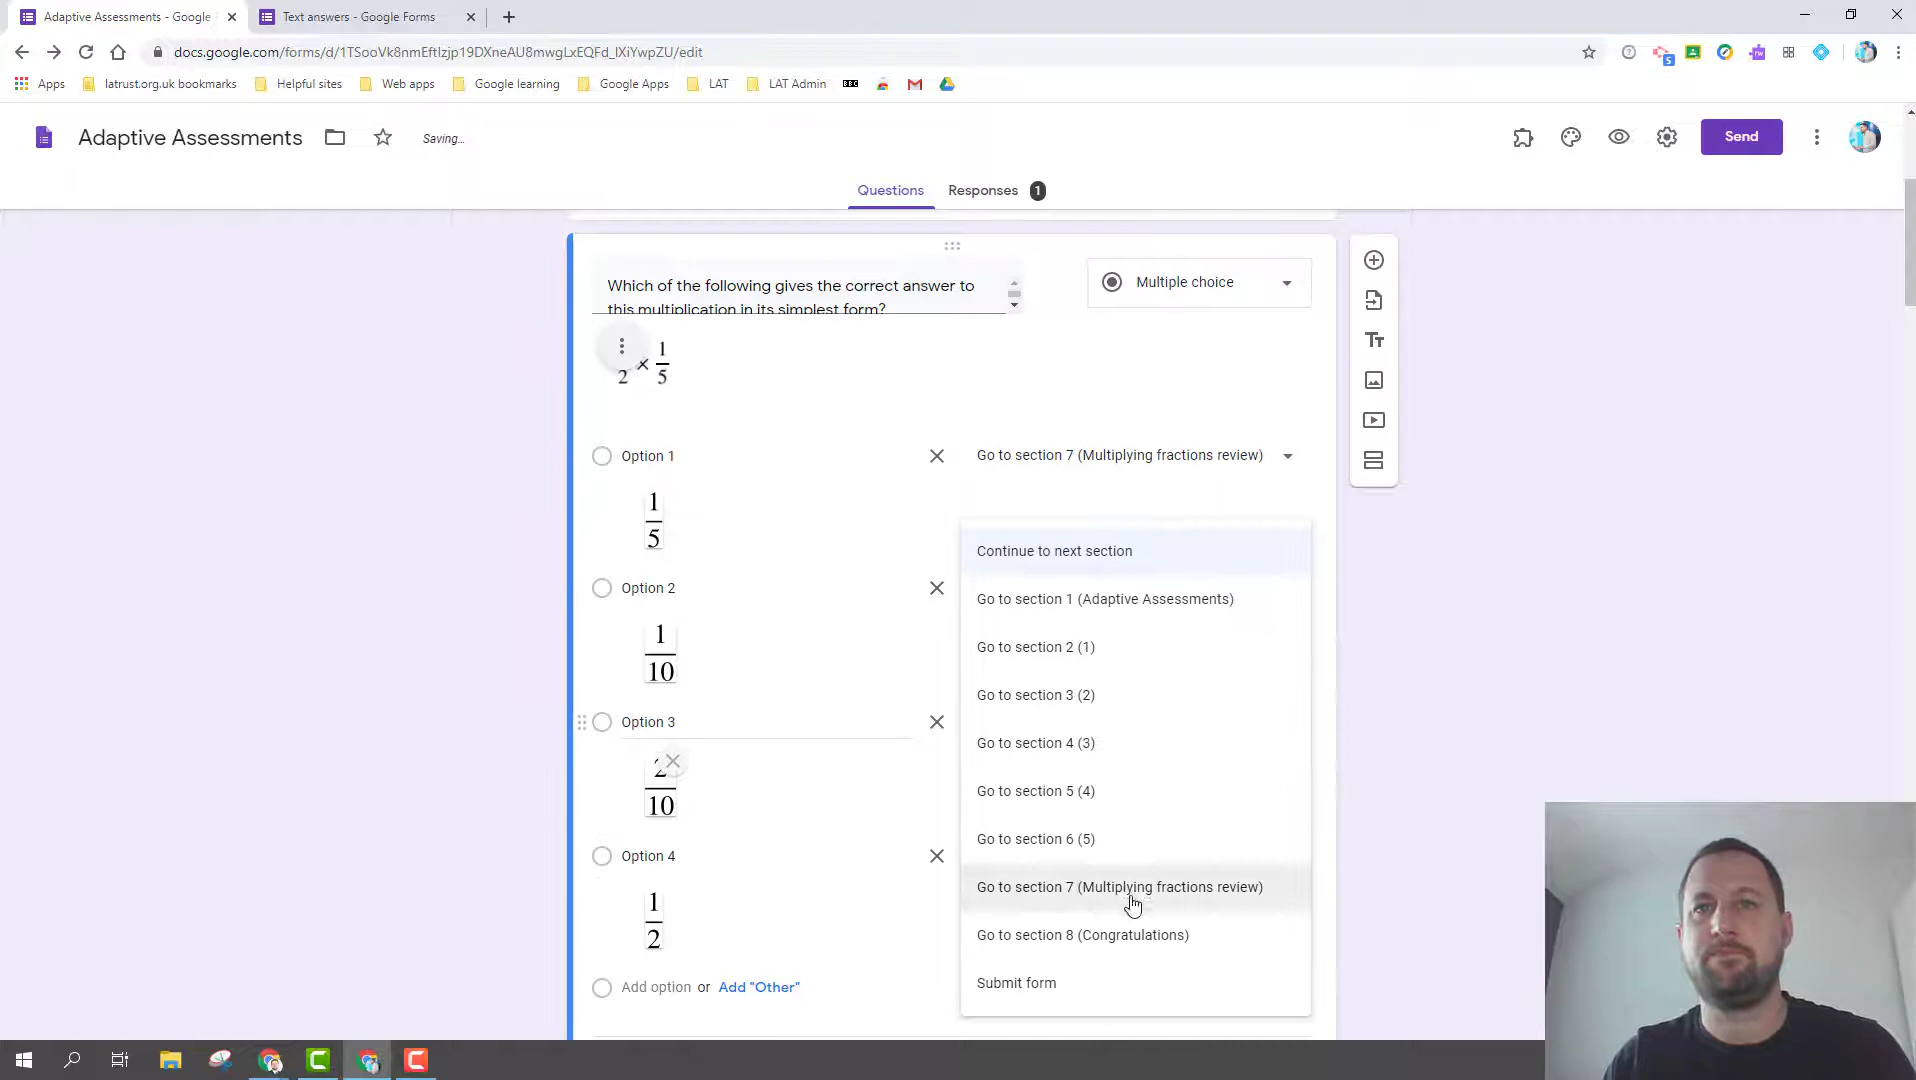 Adaptive Assessments - Google
Text answers - Google Forms
docs.google.com/forms/d/1TSooVk8nmEftIzjp19DXneAU8mwgLxEQFd_lXiYwpZU/edit
5
Apps
latrust.org.uk bookmarks
Helpful sites
Web apps
Google learning
Google Apps
LAT
LAT Admin
BBC
Adaptive Assessments
Saving...
Send
Questions
Responses 1
Which of the following gives the correct answer to
this multiplication in its simplest form?
Multiple choice
1
× 
2 5
Option 1
Go to section 7 (Multiplying fractions review)
1
5
Continue to next section
Option 2
Go to section 1 (Adaptive Assessments)
1
10
Go to section 2 (1)
Go to section 3 (2)
Option 3
Go to section 4 (3)
2
10
Go to section 5 (4)
Go to section 6 (5)
Option 4
Go to section 7 (Multiplying fractions review)
1
2
Go to section 8 (Congratulations)
Add option or Add "Other"
Submit form